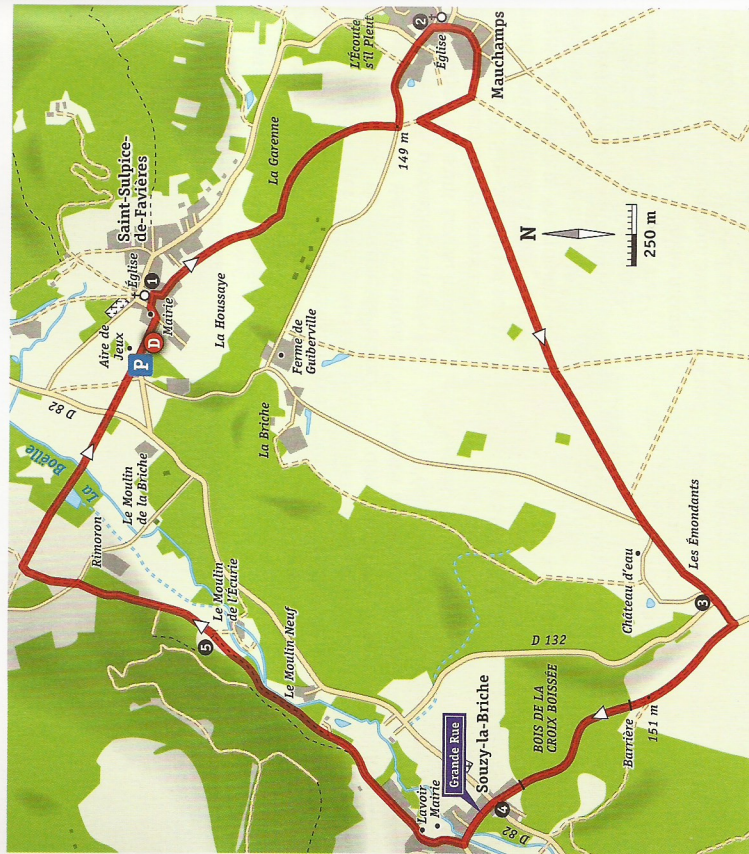 L'Écoute
s'il Pleut
2
Église
Mauchamps
149 m
La Garenne
Saint-Sulpice-
de-Favières
Église
1
Mairie
Aire de
Jeux
P
D
La Houssaye
N
250 m
Ferme de
Guiberville
La Briche
D 82
La Boëlle
Le Moulin
de la Briche
Rimoron
Le Moulin
de l'Écurie
5
Le Moulin Neuf
Château d'eau
Les Émondants
3
D 132
BOIS DE LA
CROIX BOISSÉE
Barrière
151 m
Souzy-la-Briche
Grande Rue
4
Lavoir
Mairie
D 82